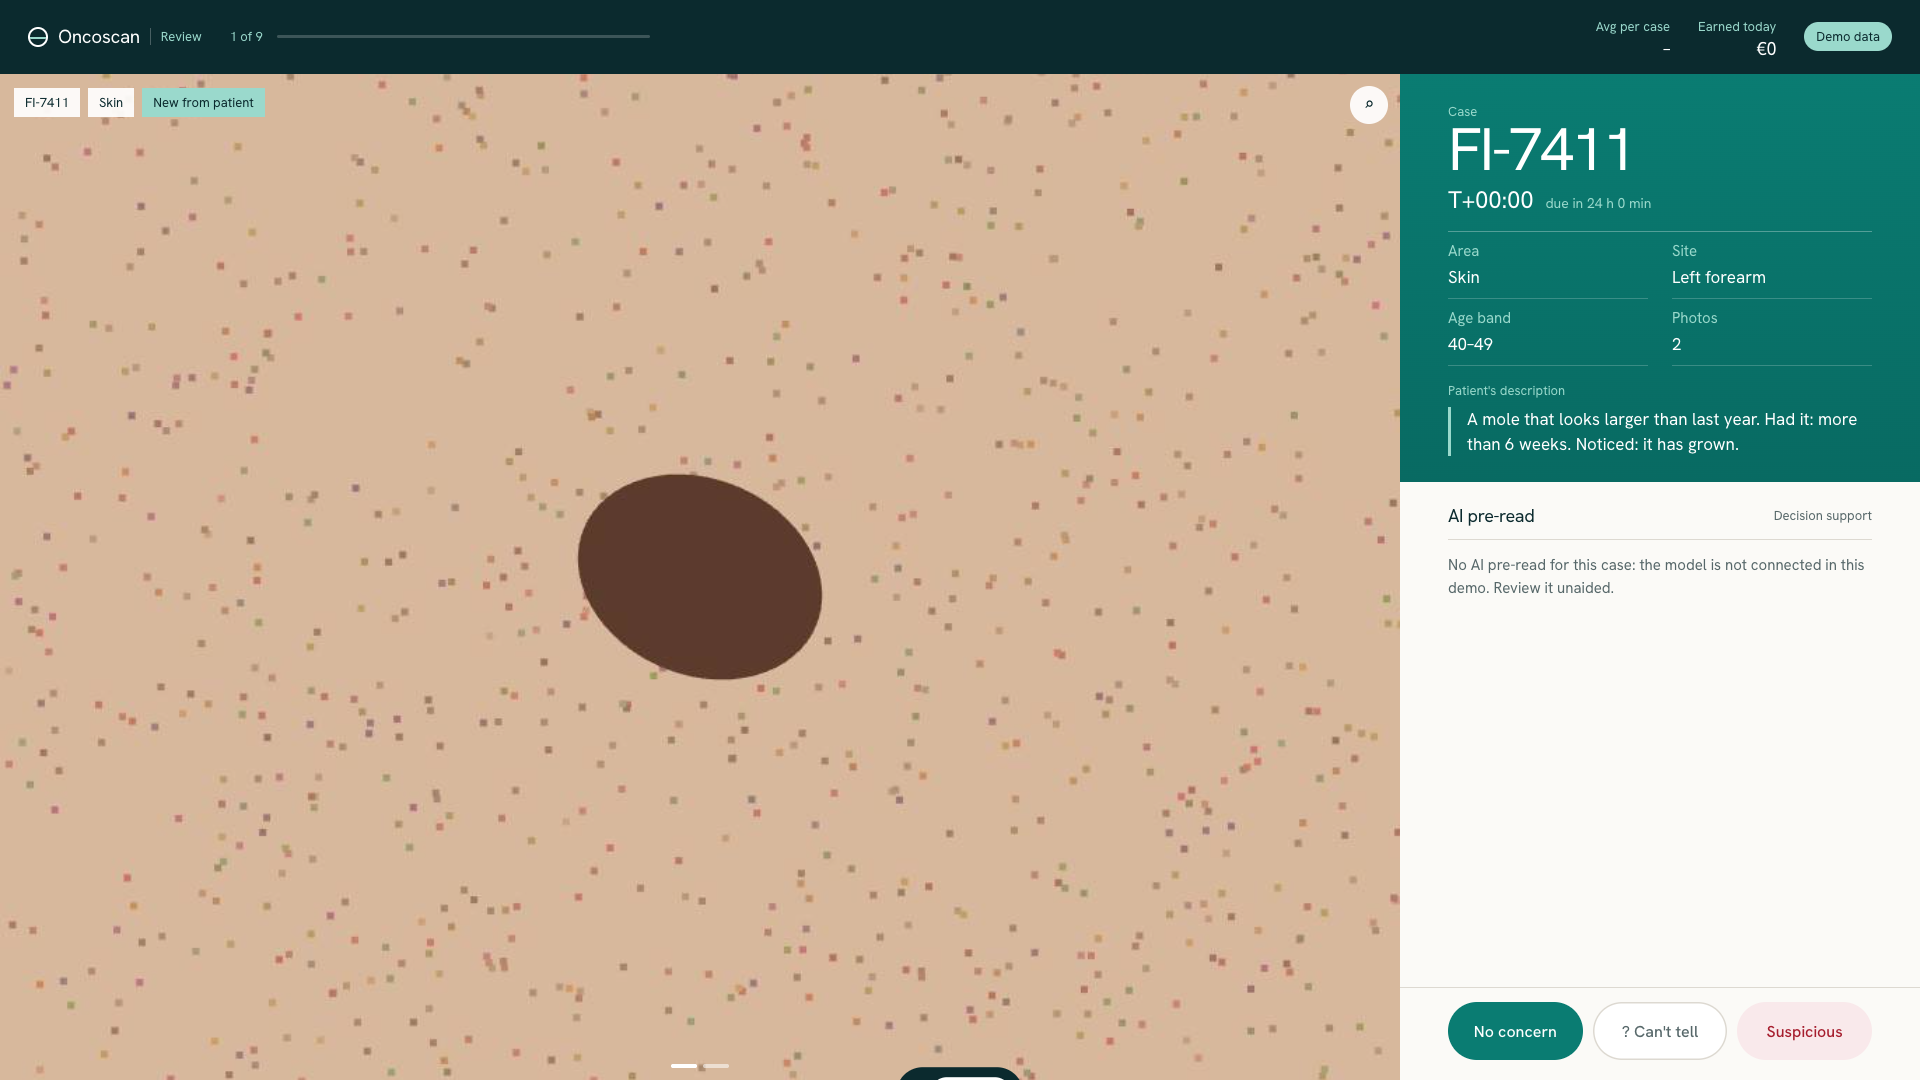 Oncoscan
Review
1 of 9
Avg per case
–
Earned today
€0
Demo data
FI-7411
Skin
New from patient
Case
FI-7411
T+00:00 due in 24 h 0 min
Area
Skin
Site
Left forearm
Age band
40–49
Photos
2
Patient's description
A mole that looks larger than last year. Had it: more
than 6 weeks. Noticed: it has grown.
AI pre-read
Decision support
No AI pre-read for this case: the model is not connected in this
demo. Review it unaided.
No concern
? Can't tell
Suspicious